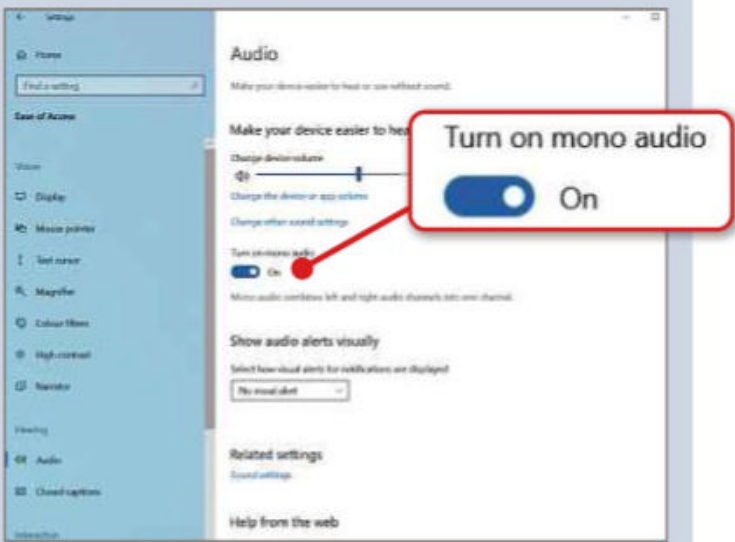 Settings
Home
Find a setting
Ease of Access
Vision
Display
Mouse pointer
Text cursor
Magnifier
Colour filters
High contrast
Narrator
Hearing
Audio
Closed captions
Interaction
Audio
Make your device easier to hear or use without sound.
Make your device easier to hea
Change device volume
Change the device or app volume
Change other sound settings
Turn on mono audio
On
Mono audio combines left and right audio channels into one channel.
Show audio alerts visually
Select how visual alerts for notifications are displayed
No visual alert
Related settings
Sound settings
Help from the web
Turn on mono audio
On